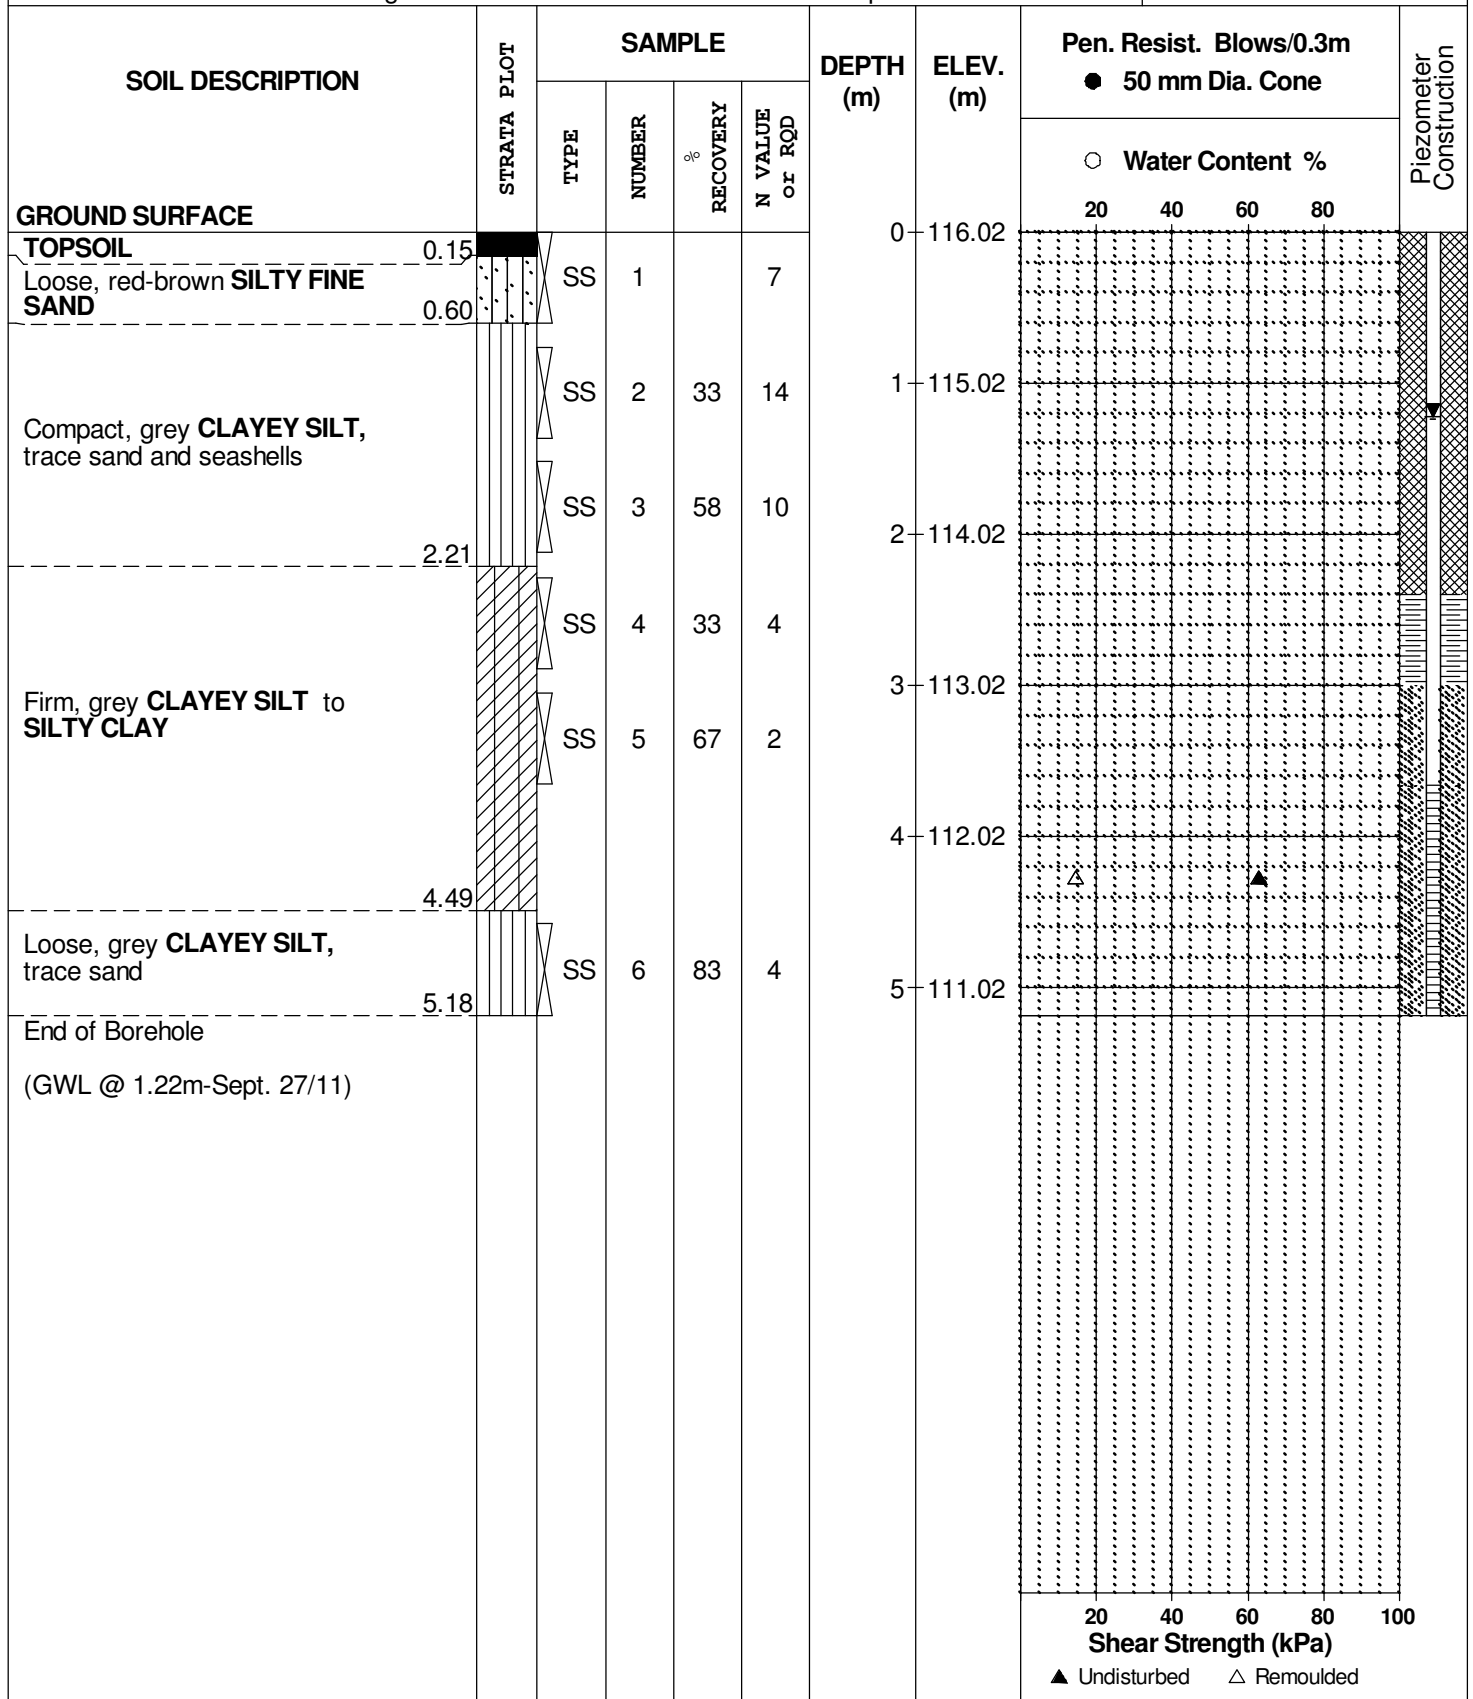 SOIL DESCRIPTION
STRATA PLOT
SAMPLE
TYPE
NUMBER
% RECOVERY
N VALUE or RQD
DEPTH (m)
ELEV. (m)
Pen. Resist. Blows/0.3m
● 50 mm Dia. Cone
○ Water Content %
Piezometer Construction
20 40 60 80
GROUND SURFACE
0 116.02
TOPSOIL 0.15
Loose, red-brown SILTY FINE
SAND 0.60
SS 1 7
1 115.02
SS 2 33 14
Compact, grey CLAYEY SILT,
trace sand and seashells
SS 3 58 10
2 114.02
2.21
SS 4 33 4
3 113.02
Firm, grey CLAYEY SILT to
SILTY CLAY
SS 5 67 2
4 112.02
4.49
Loose, grey CLAYEY SILT,
trace sand
SS 6 83 4
5 111.02
5.18
End of Borehole
(GWL @ 1.22m-Sept. 27/11)
20 40 60 80 100
Shear Strength (kPa)
▲ Undisturbed △ Remoulded